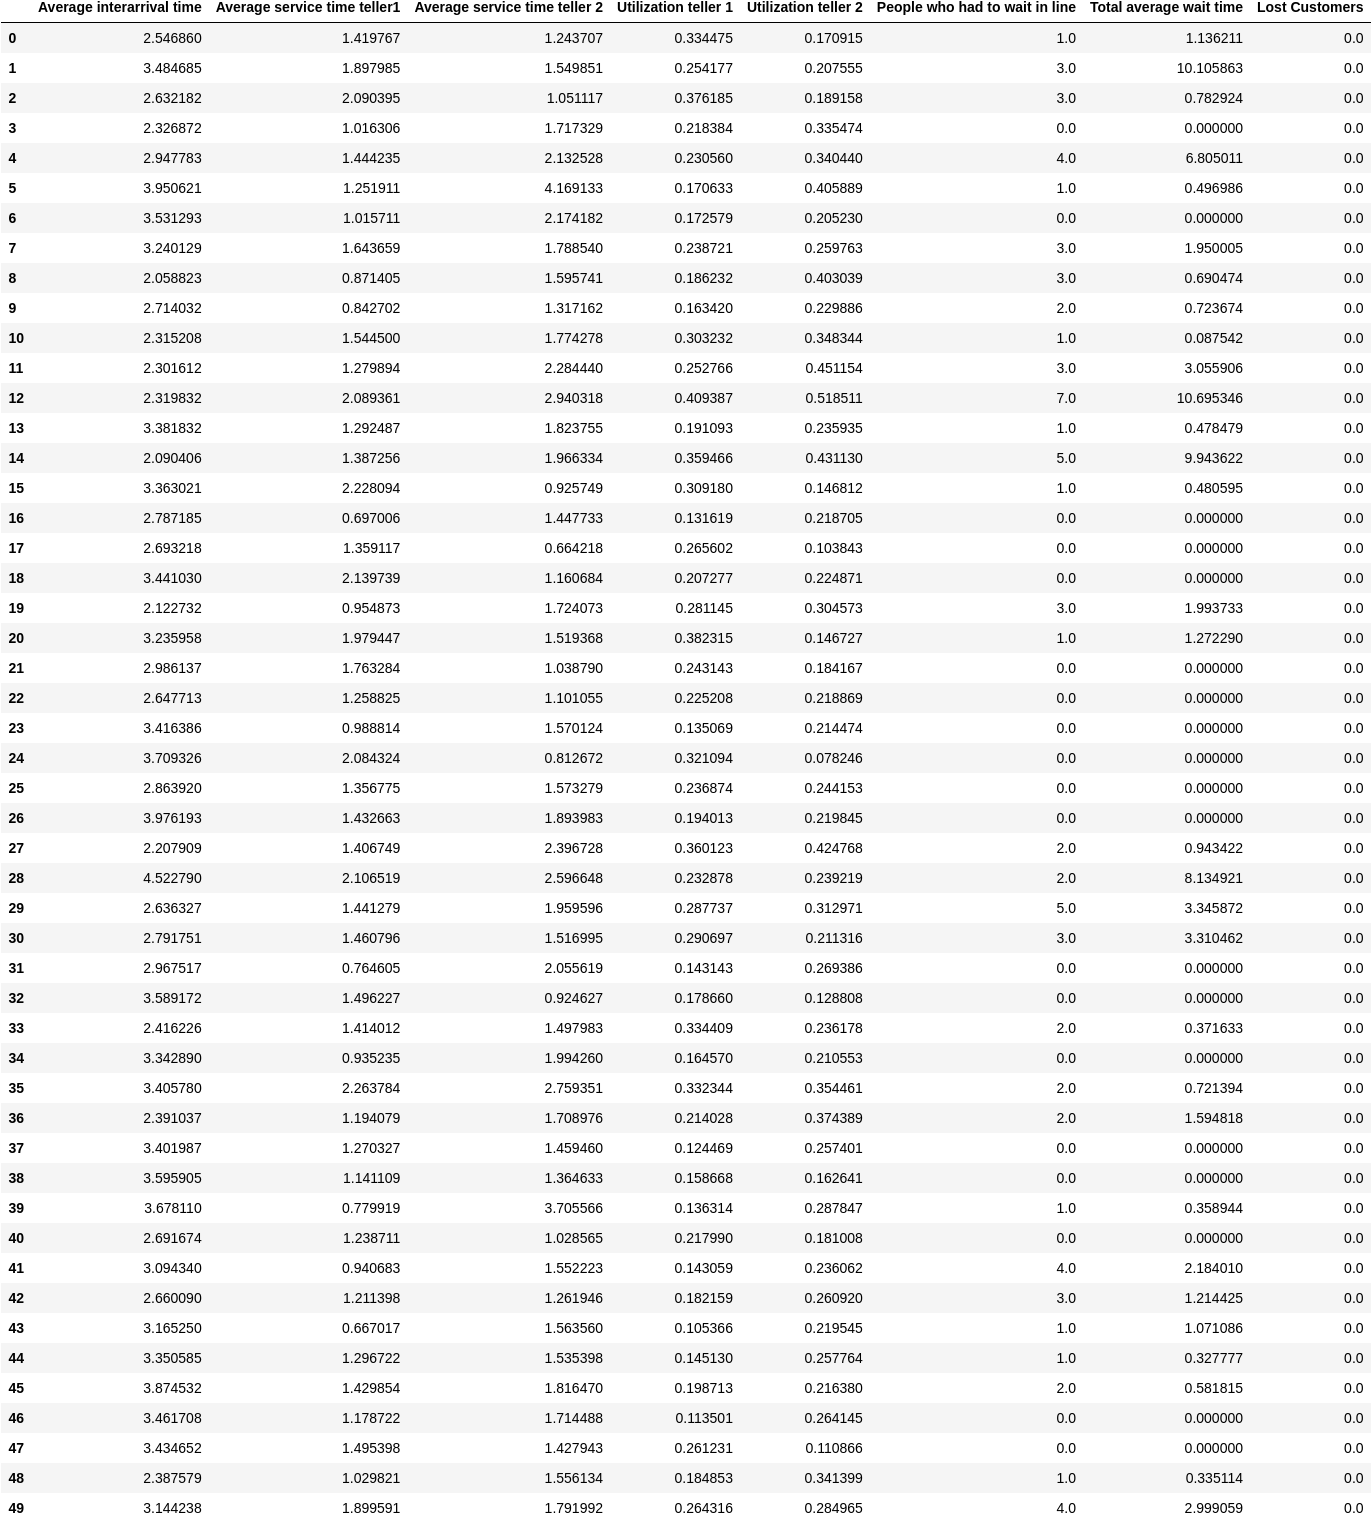 Average interarrival time Average service time teller1 Average service time teller 2 Utilization teller 1 Utilization teller 2 People who had to wait in line Total average wait time Lost Customers
0 2.546860 1.419767 1.243707 0.334475 0.170915 1.0 1.136211 0.0
1 3.484685 1.897985 1.549851 0.254177 0.207555 3.0 10.105863 0.0
2 2.632182 2.090395 1.051117 0.376185 0.189158 3.0 0.782924 0.0
3 2.326872 1.016306 1.717329 0.218384 0.335474 0.0 0.000000 0.0
4 2.947783 1.444235 2.132528 0.230560 0.340440 4.0 6.805011 0.0
5 3.950621 1.251911 4.169133 0.170633 0.405889 1.0 0.496986 0.0
6 3.531293 1.015711 2.174182 0.172579 0.205230 0.0 0.000000 0.0
7 3.240129 1.643659 1.788540 0.238721 0.259763 3.0 1.950005 0.0
8 2.058823 0.871405 1.595741 0.186232 0.403039 3.0 0.690474 0.0
9 2.714032 0.842702 1.317162 0.163420 0.229886 2.0 0.723674 0.0
10 2.315208 1.544500 1.774278 0.303232 0.348344 1.0 0.087542 0.0
11 2.301612 1.279894 2.284440 0.252766 0.451154 3.0 3.055906 0.0
12 2.319832 2.089361 2.940318 0.409387 0.518511 7.0 10.695346 0.0
13 3.381832 1.292487 1.823755 0.191093 0.235935 1.0 0.478479 0.0
14 2.090406 1.387256 1.966334 0.359466 0.431130 5.0 9.943622 0.0
15 3.363021 2.228094 0.925749 0.309180 0.146812 1.0 0.480595 0.0
16 2.787185 0.697006 1.447733 0.131619 0.218705 0.0 0.000000 0.0
17 2.693218 1.359117 0.664218 0.265602 0.103843 0.0 0.000000 0.0
18 3.441030 2.139739 1.160684 0.207277 0.224871 0.0 0.000000 0.0
19 2.122732 0.954873 1.724073 0.281145 0.304573 3.0 1.993733 0.0
20 3.235958 1.979447 1.519368 0.382315 0.146727 1.0 1.272290 0.0
21 2.986137 1.763284 1.038790 0.243143 0.184167 0.0 0.000000 0.0
22 2.647713 1.258825 1.101055 0.225208 0.218869 0.0 0.000000 0.0
23 3.416386 0.988814 1.570124 0.135069 0.214474 0.0 0.000000 0.0
24 3.709326 2.084324 0.812672 0.321094 0.078246 0.0 0.000000 0.0
25 2.863920 1.356775 1.573279 0.236874 0.244153 0.0 0.000000 0.0
26 3.976193 1.432663 1.893983 0.194013 0.219845 0.0 0.000000 0.0
27 2.207909 1.406749 2.396728 0.360123 0.424768 2.0 0.943422 0.0
28 4.522790 2.106519 2.596648 0.232878 0.239219 2.0 8.134921 0.0
29 2.636327 1.441279 1.959596 0.287737 0.312971 5.0 3.345872 0.0
30 2.791751 1.460796 1.516995 0.290697 0.211316 3.0 3.310462 0.0
31 2.967517 0.764605 2.055619 0.143143 0.269386 0.0 0.000000 0.0
32 3.589172 1.496227 0.924627 0.178660 0.128808 0.0 0.000000 0.0
33 2.416226 1.414012 1.497983 0.334409 0.236178 2.0 0.371633 0.0
34 3.342890 0.935235 1.994260 0.164570 0.210553 0.0 0.000000 0.0
35 3.405780 2.263784 2.759351 0.332344 0.354461 2.0 0.721394 0.0
36 2.391037 1.194079 1.708976 0.214028 0.374389 2.0 1.594818 0.0
37 3.401987 1.270327 1.459460 0.124469 0.257401 0.0 0.000000 0.0
38 3.595905 1.141109 1.364633 0.158668 0.162641 0.0 0.000000 0.0
39 3.678110 0.779919 3.705566 0.136314 0.287847 1.0 0.358944 0.0
40 2.691674 1.238711 1.028565 0.217990 0.181008 0.0 0.000000 0.0
41 3.094340 0.940683 1.552223 0.143059 0.236062 4.0 2.184010 0.0
42 2.660090 1.211398 1.261946 0.182159 0.260920 3.0 1.214425 0.0
43 3.165250 0.667017 1.563560 0.105366 0.219545 1.0 1.071086 0.0
44 3.350585 1.296722 1.535398 0.145130 0.257764 1.0 0.327777 0.0
45 3.874532 1.429854 1.816470 0.198713 0.216380 2.0 0.581815 0.0
46 3.461708 1.178722 1.714488 0.113501 0.264145 0.0 0.000000 0.0
47 3.434652 1.495398 1.427943 0.261231 0.110866 0.0 0.000000 0.0
48 2.387579 1.029821 1.556134 0.184853 0.341399 1.0 0.335114 0.0
49 3.144238 1.899591 1.791992 0.264316 0.284965 4.0 2.999059 0.0